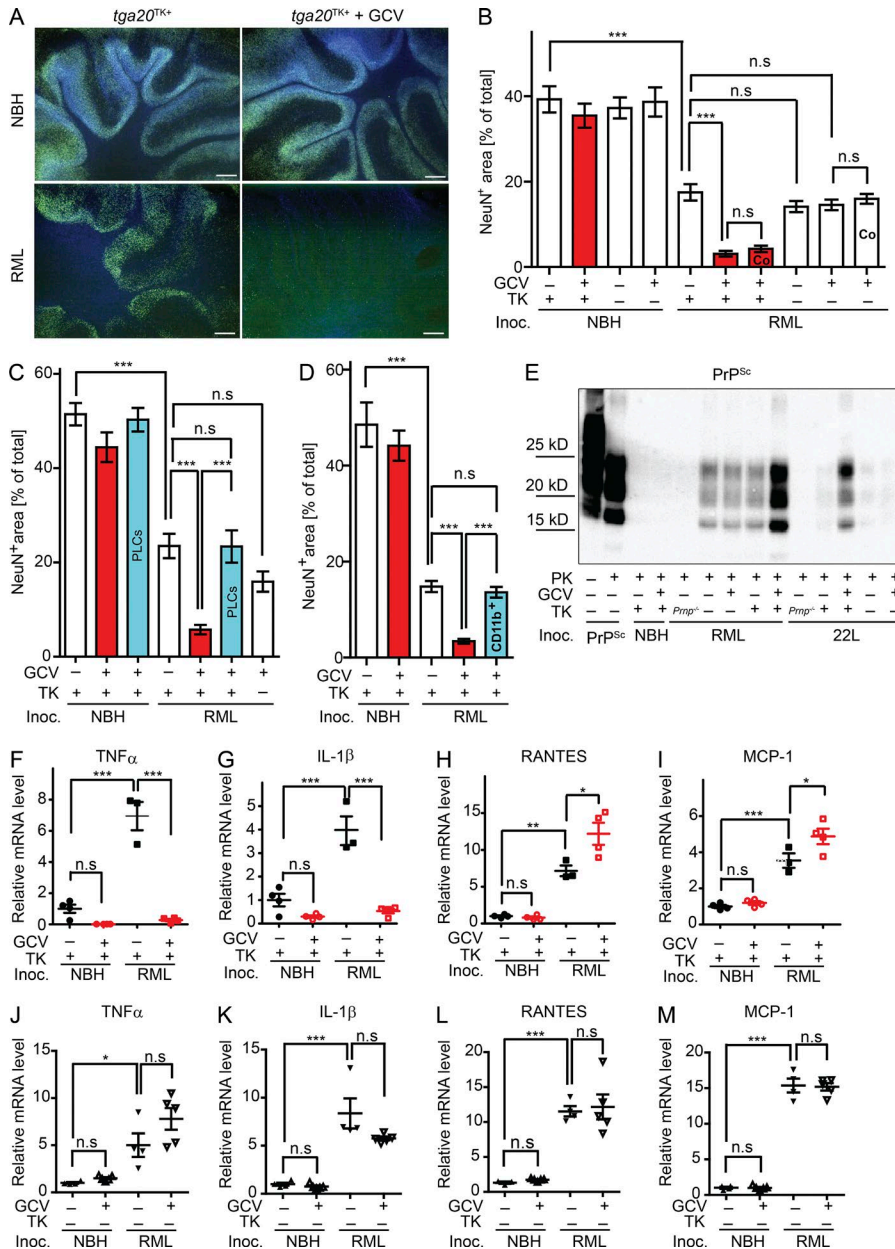 A
tga20TK+
tga20TK+ + GCV
NBH
RML
B
NeuN+ area [% of total]
60
40
20
0
***
n.s
n.s
***
n.s
n.s
Co
Co
GCV – + – + – + + – + +
TK + + – – + + + – – –
Inoc. NBH RML
C
NeuN+ area [% of total]
60
40
20
0
***
n.s
n.s
*** ***
PLCs
PLCs
GCV – + + – + + +
TK + + + + + + –
Inoc. NBH RML
D
NeuN+ area [% of total]
60
40
20
0
***
n.s
*** ***
CD11b+
GCV – + – + +
TK + + + + +
Inoc. NBH RML
E
PrPSc
25 kD
20 kD
15 kD
PK – + + + + + + + + + + + + +
GCV
TK
Prnp-/-
Prnp-/-
Inoc. PrPSc NBH RML 22L
F
TNFα
Relative mRNA level
8
6
4
2
0
*** ***
n.s
GCV – + – +
TK + + + +
Inoc. NBH RML
G
IL-1β
Relative mRNA level
5
4
3
2
1
0
*** ***
n.s
GCV – + – +
TK + + + +
Inoc. NBH RML
H
RANTES
Relative mRNA level
15
10
5
0
*
**
n.s
GCV – + – +
TK + + + +
Inoc. NBH RML
I
MCP-1
Relative mRNA level
6
4
2
0
*
***
n.s
GCV – + – +
TK + + + +
Inoc. NBH RML
J
TNFα
Relative mRNA level
15
10
5
0
* n.s
n.s
GCV – + – +
TK – – – –
Inoc. NBH RML
K
IL-1β
Relative mRNA level
15
10
5
0
*** n.s
n.s
GCV – + – +
TK – – – –
Inoc. NBH RML
L
RANTES
Relative mRNA level
20
15
10
5
0
*** n.s
n.s
GCV – + – +
TK – – – –
Inoc. NBH RML
M
MCP-1
Relative mRNA level
20
15
10
5
0
*** n.s
n.s
GCV – + – +
TK – – – –
Inoc. NBH RML